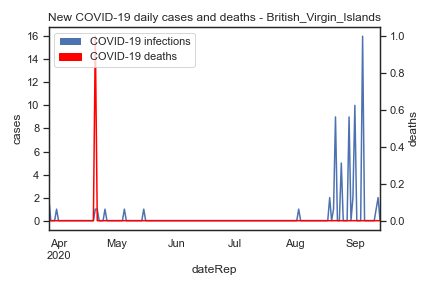 New COVID-19 daily cases and deaths - British_Virgin_Islands
COVID-19 infections
COVID-19 deaths
16
14
12
10
8
6
4
2
0
cases
1.0
0.8
0.6
0.4
0.2
0.0
deaths
Apr May Jun Jul Aug Sep
2020
dateRep